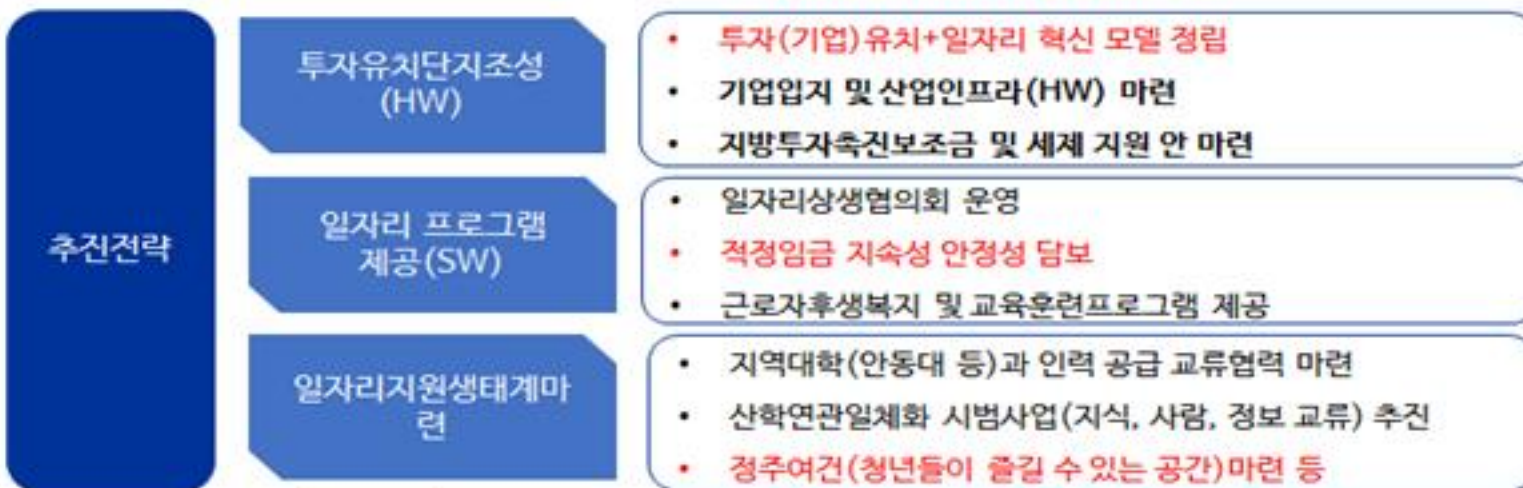 추진전략
투자유치단지조성
(HW)
• 투자(기업)유치+일자리 혁신 모델 정립
• 기업입지 및 산업인프라(HW) 마련
• 지방투자촉진보조금 및 세제 지원 안 마련
일자리 프로그램
제공(SW)
• 일자리상생협의회 운영
• 적정임금 지속성 안정성 담보
• 근로자후생복지 및 교육훈련프로그램 제공
일자리지원생태계마
련
• 지역대학(안동대 등)과 인력 공급 교류협력 마련
• 산학연관일체화 시범사업(지식, 사람, 정보 교류) 추진
• 정주여건(청년들이 즐길 수 있는 공간)마련 등